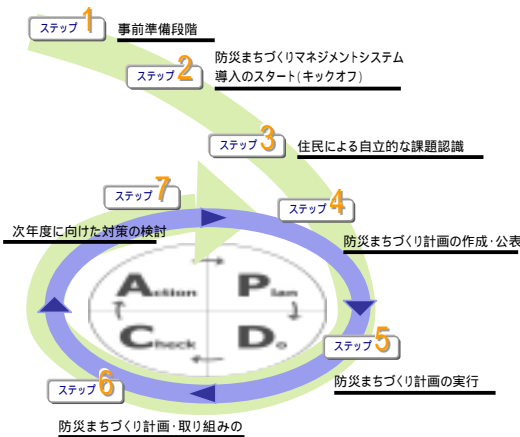 ステップ1
事前準備段階
ステップ2
防災まちづくりマネジメントシステム
導入のスタート(キックオフ)
ステップ3
住民による自立的な課題認識
ステップ7
次年度に向けた対策の検討
ステップ4
防災まちづくり計画の作成・公表
Action
Plan
Check
Do
ステップ5
防災まちづくり計画の実行
ステップ6
防災まちづくり計画・取り組みの